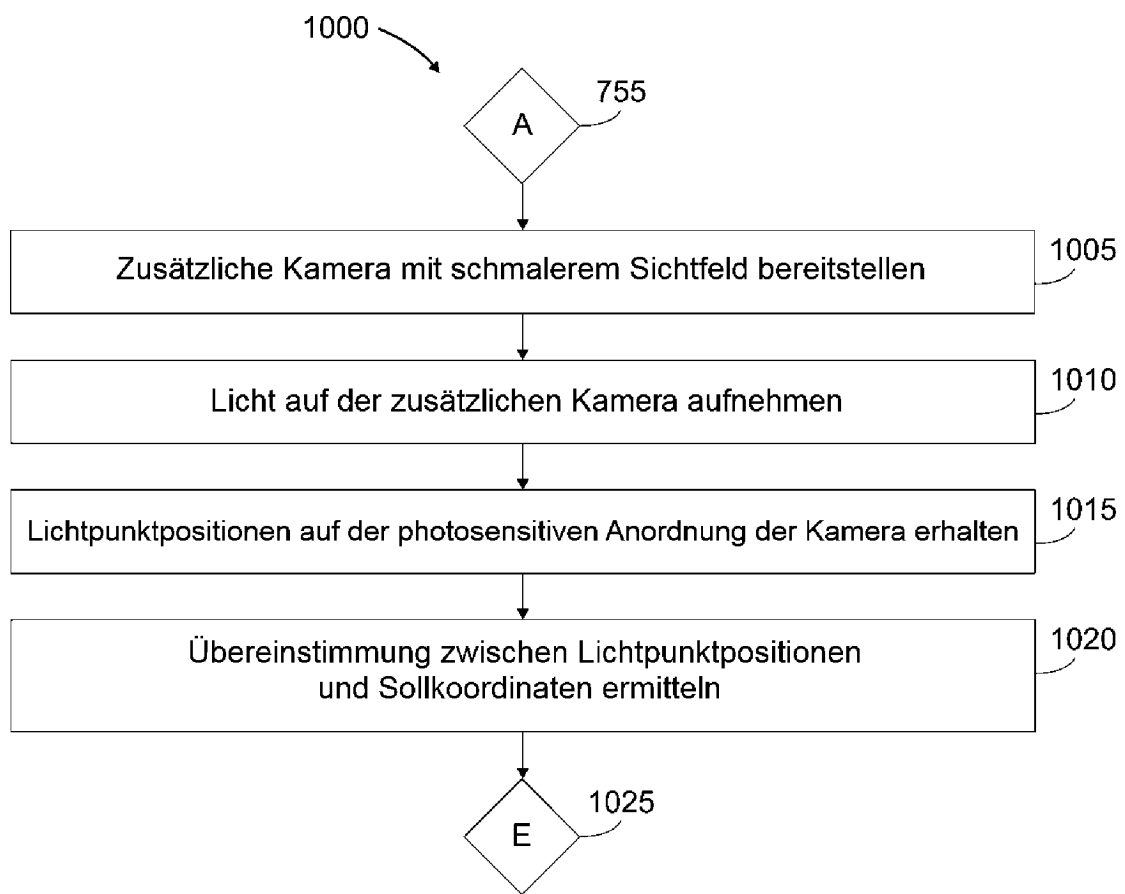 1000
755
A
1005
Zusätzliche Kamera mit schmalerem Sichtfeld bereitstellen
1010
Licht auf der zusätzlichen Kamera aufnehmen
1015
Lichtpunktpositionen auf der photosensitiven Anordnung der Kamera erhalten
1020
Übereinstimmung zwischen Lichtpunktpositionen
und Sollkoordinaten ermitteln
1025
E